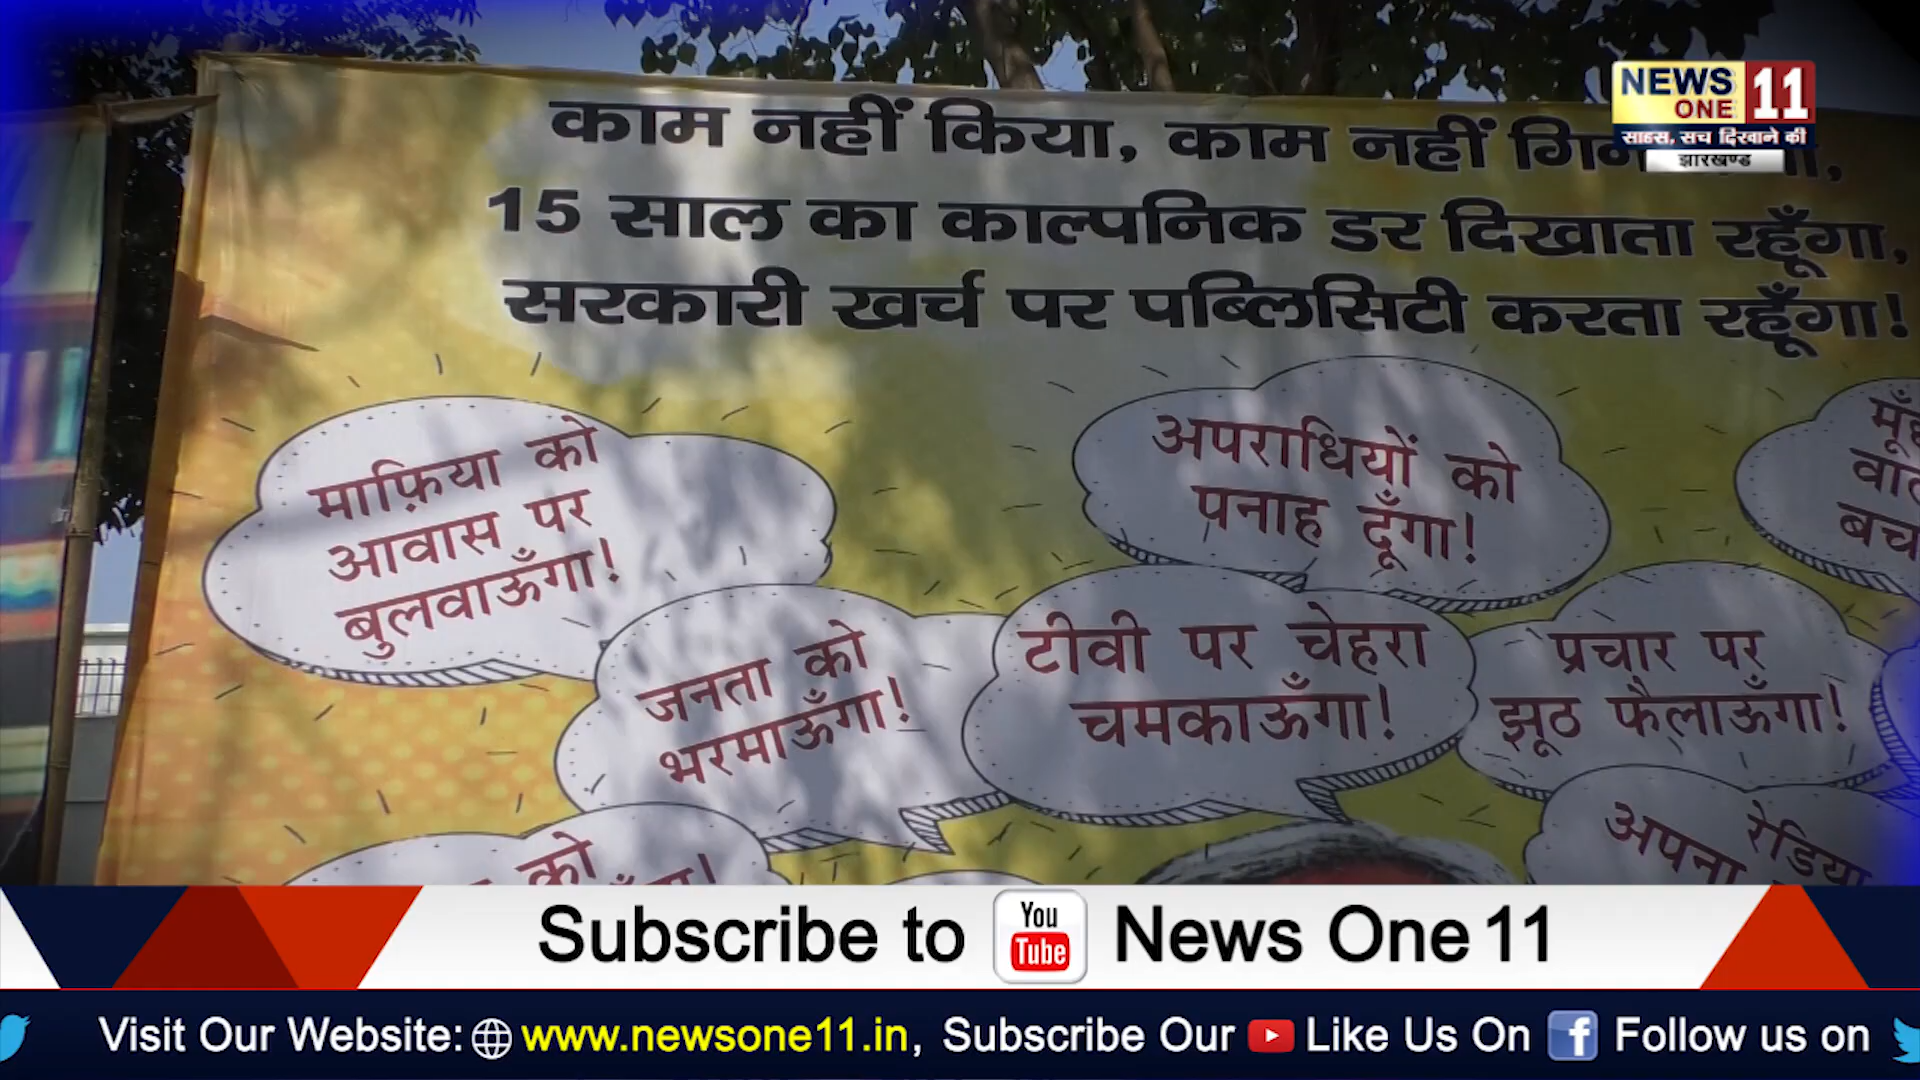 NEWS
ONE 11
साहस, सच दिखाने की
झारखण्ड
काम नहीं किया, काम नहीं
15 साल का काल्पनिक डर दिखाता रहूँगा,
सरकारी खर्च पर पब्लिसिटी करता रहूँगा!
माफ़िया को
आवास पर
बुलवाऊँगा!
अपराधियों को
पनाह दूँगा!
जनता को
भरमाऊँगा!
टीवी पर चेहरा
चमकाऊँगा!
प्रचार पर
झूठ फैलाऊँगा!
को
अपना रेडिया
Subscribe to You Tube News One 11
Visit Our Website: www.newsone11.in, Subscribe Our Like Us On f Follow us on